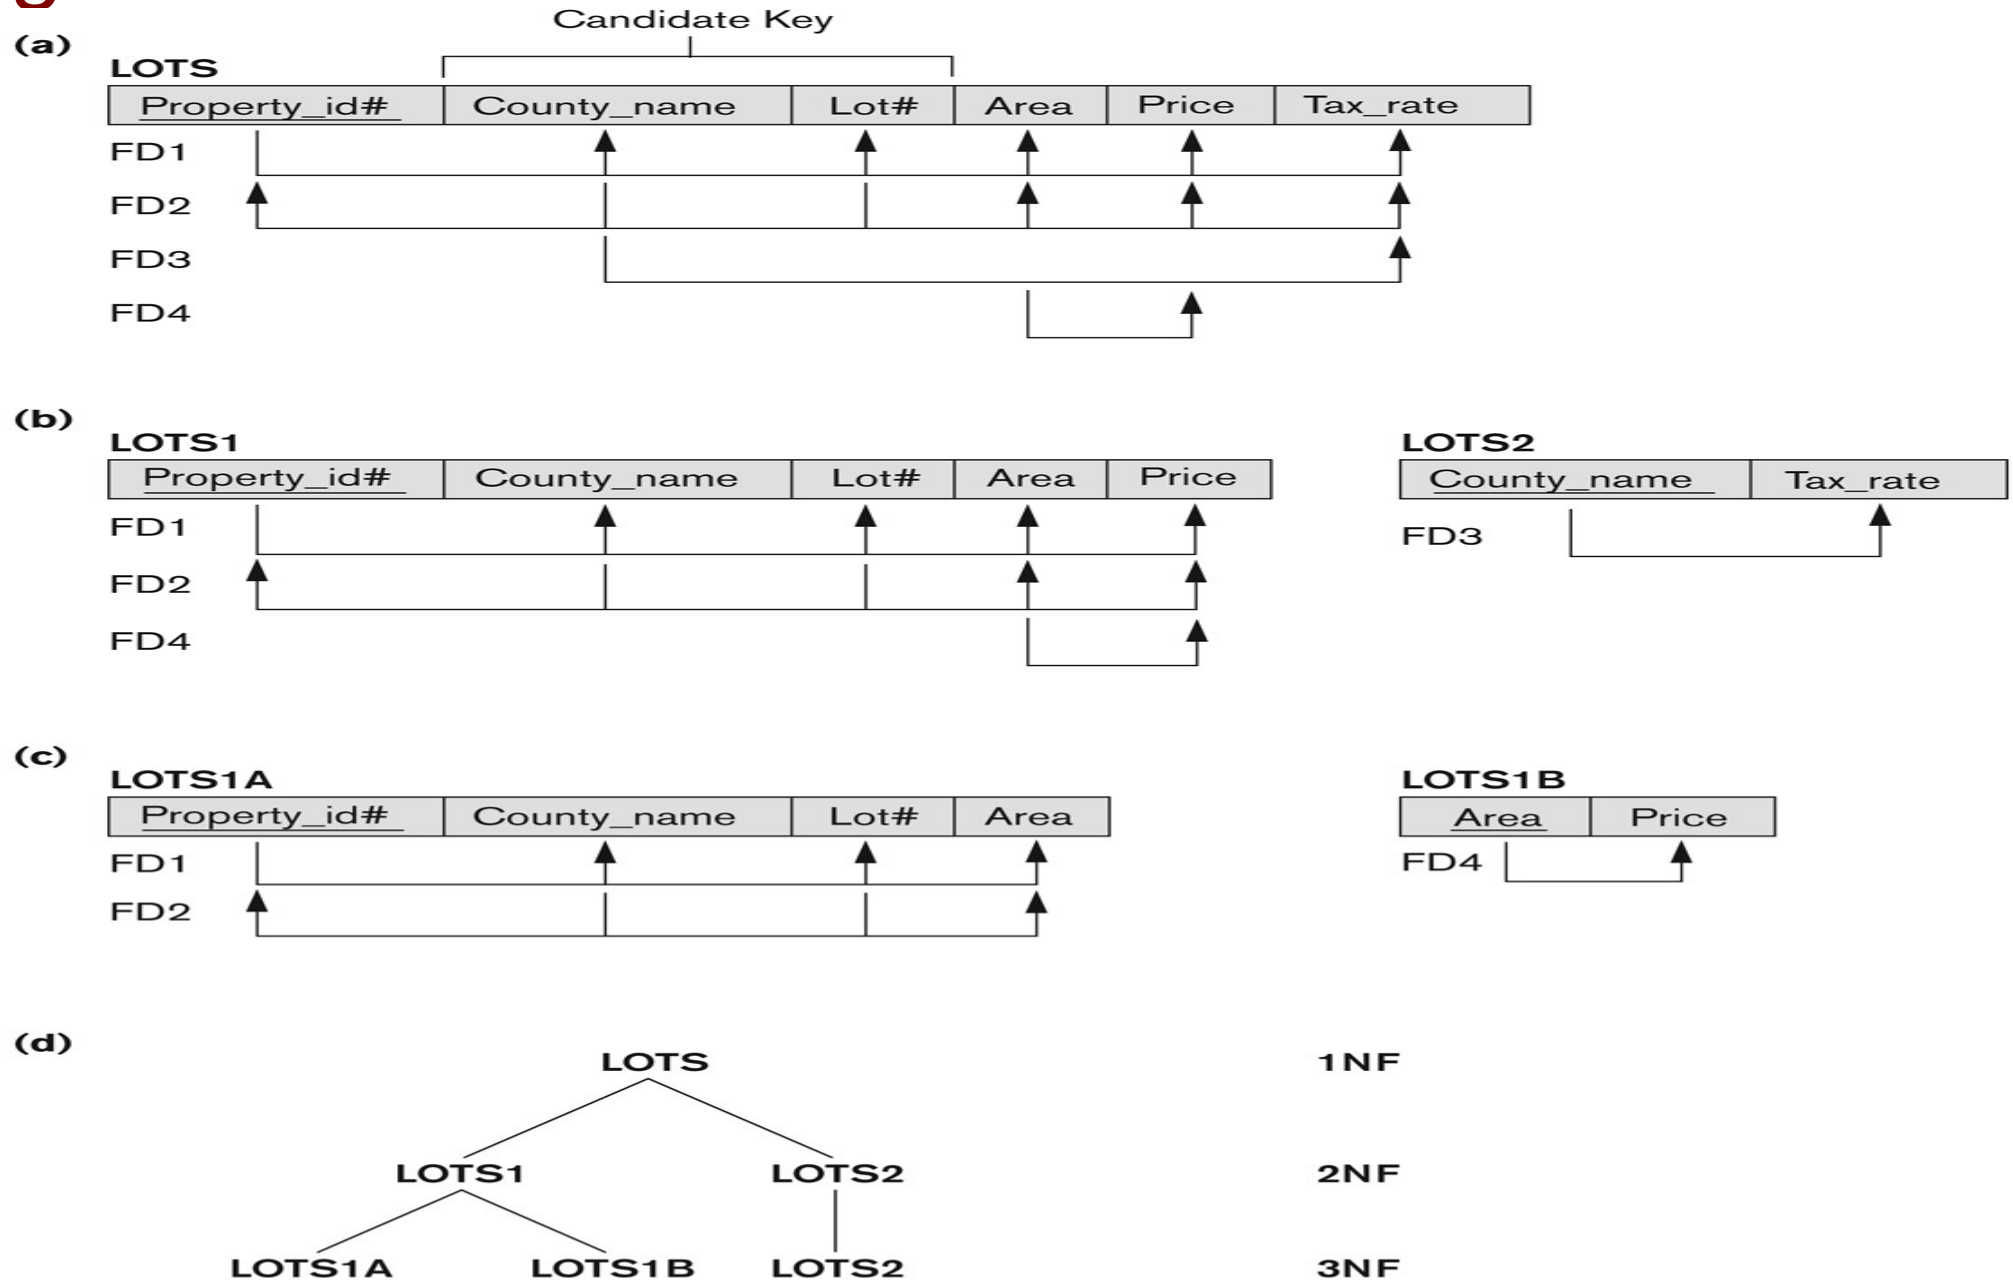 Candidate Key
(a)
LOTS
Property_id# County_name Lot# Area Price Tax_rate
FD1
FD2
FD3
FD4
(b)
LOTS1
Property_id# County_name Lot# Area Price
FD1
FD2
FD4
LOTS2
County_name Tax_rate
FD3
(c)
LOTS1A
Property_id# County_name Lot# Area
FD1
FD2
LOTS1B
Area Price
FD4
(d)
LOTS 1NF
LOTS1 LOTS2 2NF
LOTS1A LOTS1B LOTS2 3NF